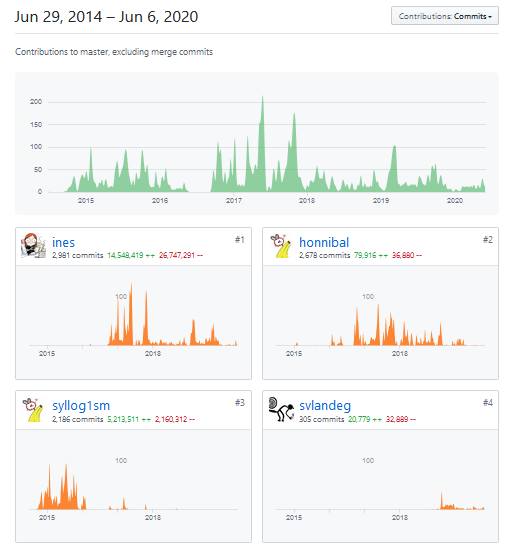 Jun 29, 2014 – Jun 6, 2020
Contributions: Commits
Contributions to master, excluding merge commits
200
150
100
50
0
2015 2016 2017 2018 2019 2020
ines #1
2,981 commits 14,548,419 ++ 26,747,291 --
100
2015 2018
honnibal #2
2,678 commits 79,916 ++ 36,880 --
100
2015 2018
syllog1sm #3
2,186 commits 5,213,511 ++ 2,160,312 --
100
2015 2018
svlandeg #4
305 commits 20,779 ++ 32,889 --
100
2015 2018